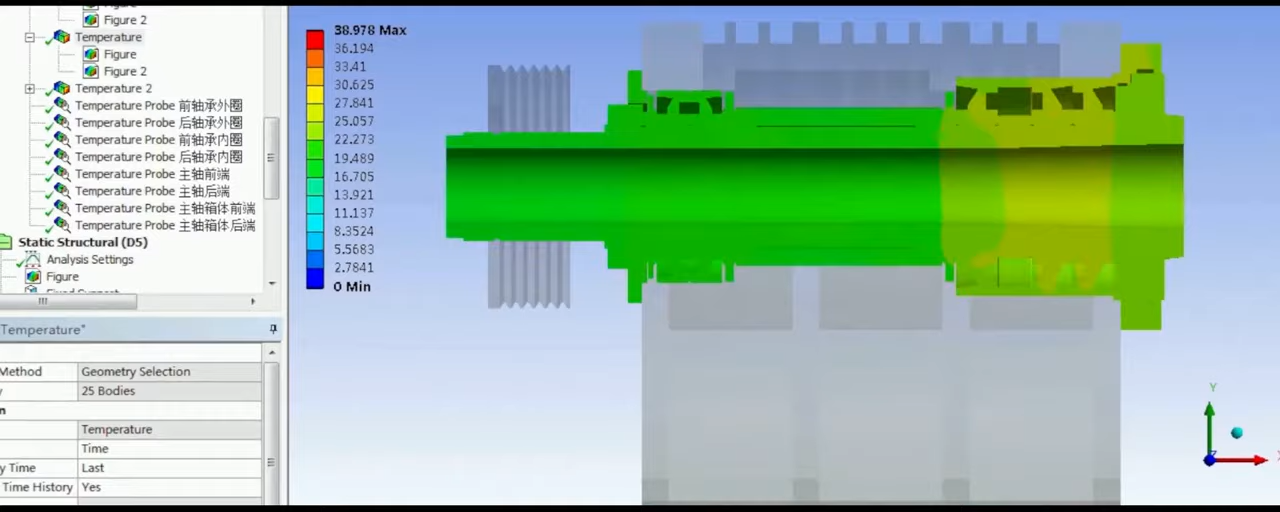 Figure 2
Temperature
Figure
Figure 2
Temperature 2
Temperature Probe 前轴承外圈
Temperature Probe 后轴承外圈
Temperature Probe 前轴承内圈
Temperature Probe 后轴承内圈
Temperature Probe 主轴前端
Temperature Probe 主轴后端
Temperature Probe 主轴箱体前端
Temperature Probe 主轴箱体后端
Static Structural (D5)
Analysis Settings
Figure
Temperature"
Method Geometry Selection
y 25 Bodies
n
Temperature
Time
y Time Last
Time History Yes
38.978 Max
36.194
33.41
30.625
27.841
25.057
22.273
19.489
16.705
13.921
11.137
8.3524
5.5683
2.7841
0 Min
Y
X